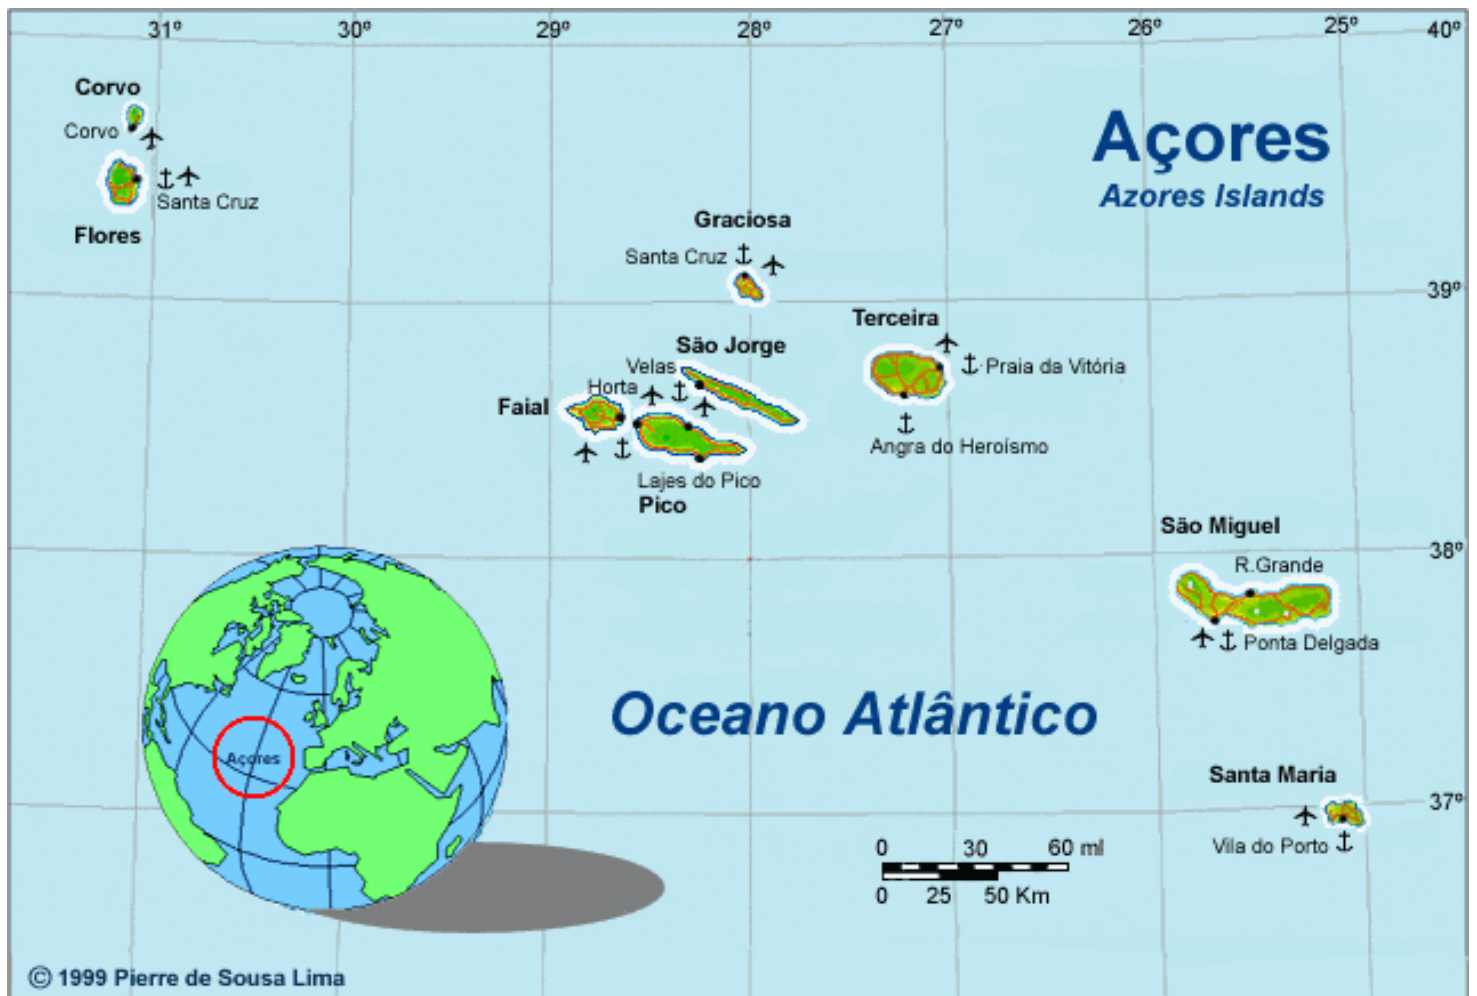 31º 30º 29º 28º 27º 26º 25º 40º
Corvo
Corvo
Santa Cruz
Flores
Açores
Azores Islands
Graciosa
Santa Cruz
39º
Terceira
Praia da Vitória
Angra do Heroísmo
São Jorge
Velas
Horta
Faial
Lajes do Pico
Pico
São Miguel
38º
R.Grande
Ponta Delgada
Oceano Atlântico
Açores
Santa Maria
37º
Vila do Porto
0 30 60 ml
0 25 50 Km
© 1999 Pierre de Sousa Lima